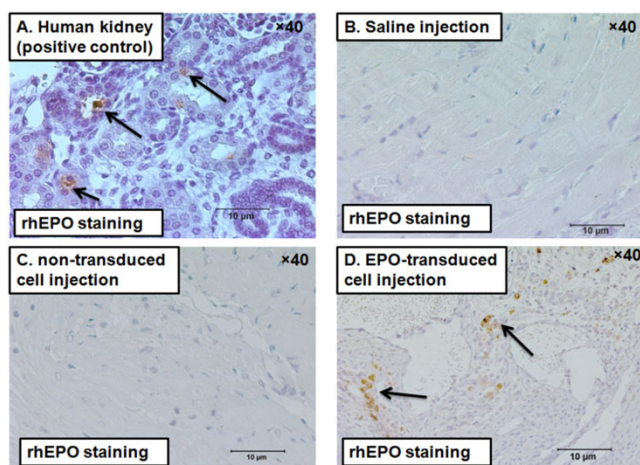 A. Human kidney
(positive control)
×40
10 µm
rhEPO staining
B. Saline injection
×40
10 µm
rhEPO staining
C. non-transduced
cell injection
×40
10 µm
rhEPO staining
D. EPO-transduced
cell injection
×40
10 µm
rhEPO staining